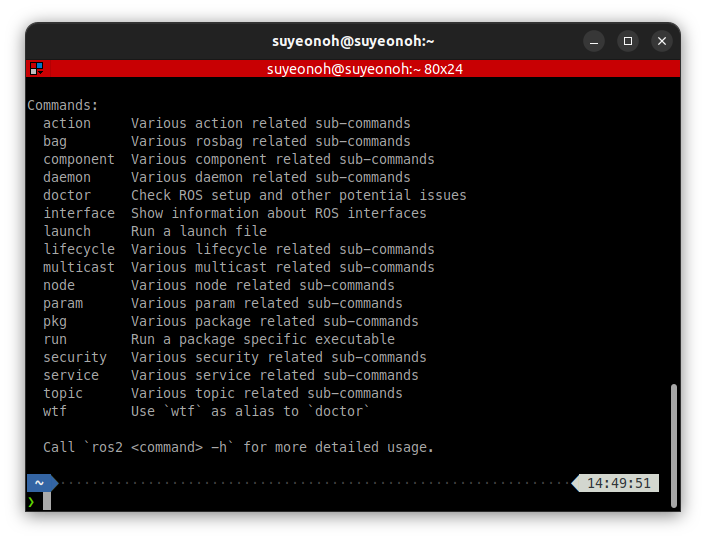 suyeonoh@suyeonoh:~
suyeonoh@suyeonoh:~ 80x24
Commands:
action     Various action related sub-commands
bag        Various rosbag related sub-commands
component  Various component related sub-commands
daemon     Various daemon related sub-commands
doctor     Check ROS setup and other potential issues
interface  Show information about ROS interfaces
launch     Run a launch file
lifecycle  Various lifecycle related sub-commands
multicast  Various multicast related sub-commands
node       Various node related sub-commands
param      Various param related sub-commands
pkg        Various package related sub-commands
run        Run a package specific executable
security   Various security related sub-commands
service    Various service related sub-commands
topic      Various topic related sub-commands
wtf        Use `wtf` as alias to `doctor`
Call `ros2 <command> -h` for more detailed usage.
~ 14:49:51
❯